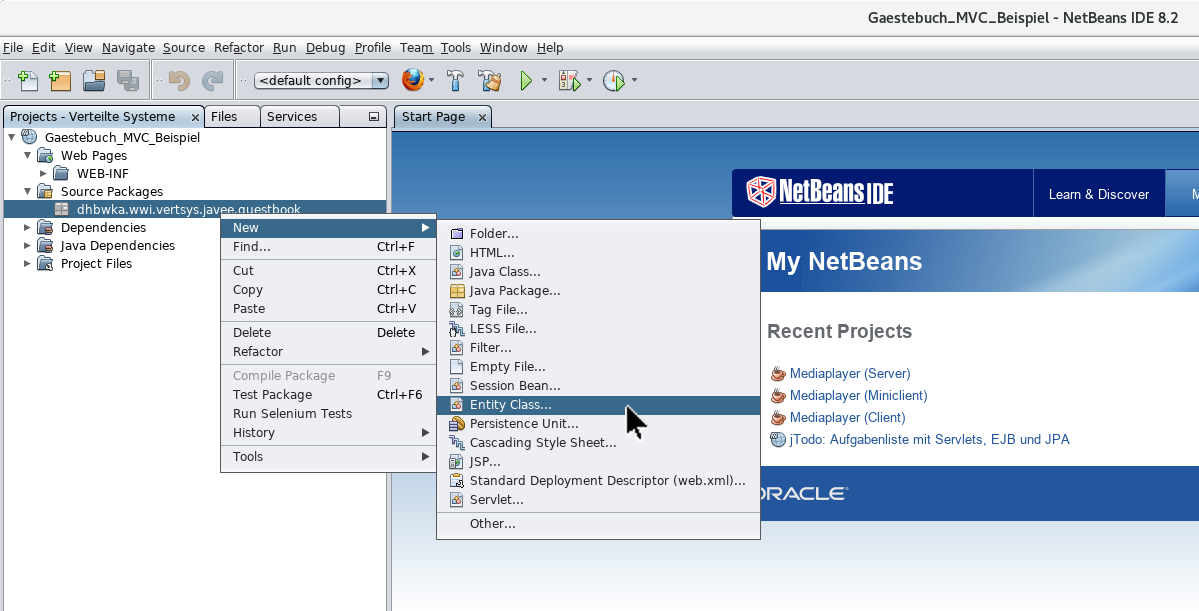 Gaestebuch_MVC_Beispiel - NetBeans IDE 8.2
File Edit View Navigate Source Refactor Run Debug Profile Team Tools Window Help
<default config>
Projects - Verteilte Systeme Files Services Start Page
Gaestebuch_MVC_Beispiel
Web Pages
WEB-INF
Source Packages
dhbwka.wwi.vertsys.javee.guestbook
Dependencies
Java Dependencies
Project Files
New
Find... Ctrl+F
Cut Ctrl+X
Copy Ctrl+C
Paste Ctrl+V
Delete Delete
Refactor
Compile Package F9
Test Package Ctrl+F6
Run Selenium Tests
History
Tools
Folder...
HTML...
Java Class...
Java Package...
Tag File...
LESS File...
Filter...
Empty File...
Session Bean...
Entity Class...
Persistence Unit...
Cascading Style Sheet...
JSP...
Standard Deployment Descriptor (web.xml)...
Servlet...
Other...
NetBeans IDE
Learn & Discover
M
My NetBeans
Recent Projects
Mediaplayer (Server)
Mediaplayer (Miniclient)
Mediaplayer (Client)
jTodo: Aufgabenliste mit Servlets, EJB und JPA
ORACLE